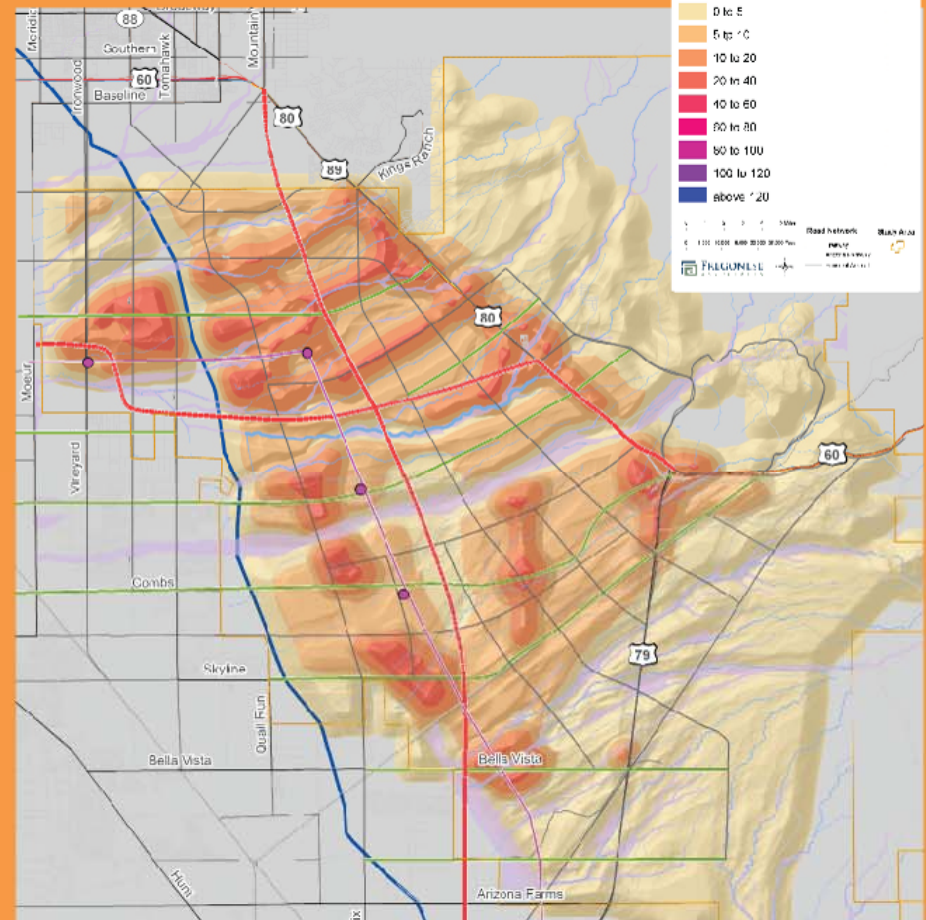 88
Southern
Mountain
Tomahawk
Ironwood
60
Baseline
80
89
Kings Ranch
0 to 5
5 to 10
10 to 20
20 to 40
40 to 60
60 to 80
80 to 100
100 to 120
above 120
Road Network
Study Area
FREGONESE
80
Moeur
Vineyard
60
Combs
79
Skyline
Quail Run
Bella Vista
Bella Vista
Hunt
Arizona Farms
ix